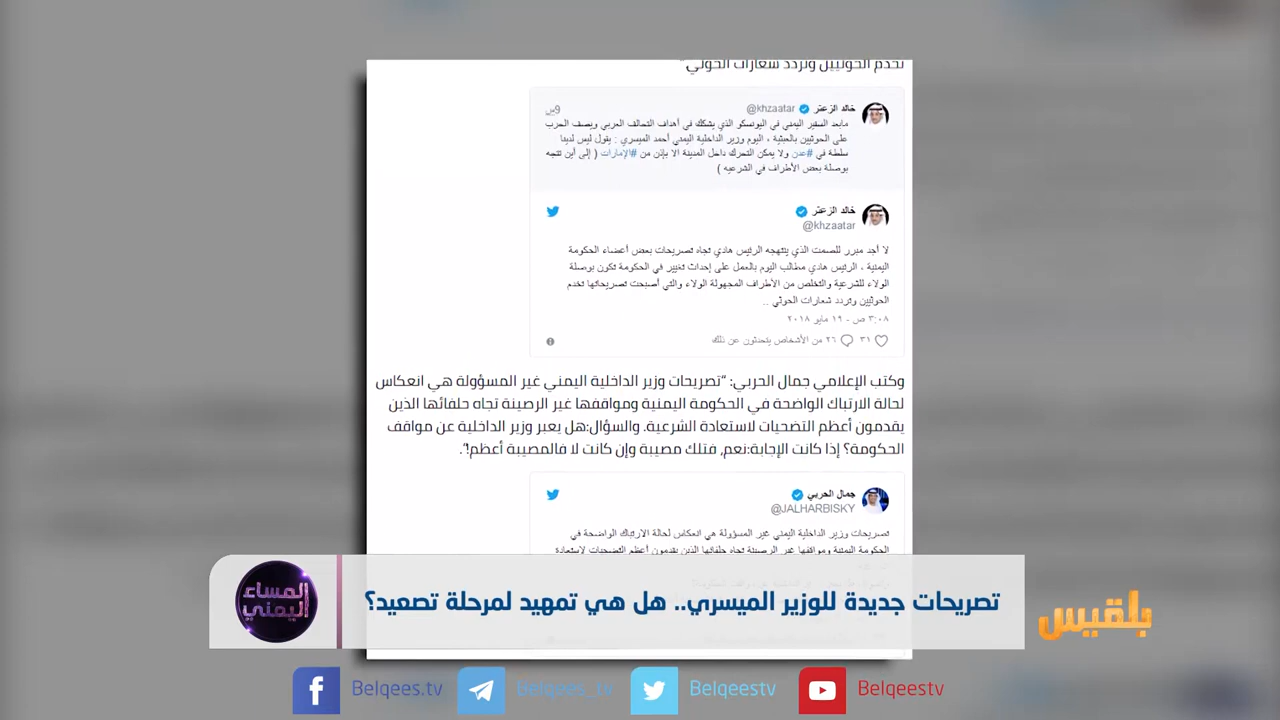 تخدم الحوثيين وتردد شعارات الحوثي"
خالد الزعتر @khzaatar
9س
مابعد السفير اليمني في اليونسكو الذي يشكك في أهداف التحالف العربي ويصف الحرب
على الحوثيين بالعبثية ، اليوم وزير الداخلية اليمني أحمد الميسري : يقول ليس لدينا
سلطة في #عدن ولا يمكن التحرك داخل المدينة الا بإذن من #الإمارات ( إلى أين تتجه
بوصلة بعض الأطراف في الشرعيه )
خالد الزعتر
@khzaatar
لا أجد مبرر للصمت الذي ينتهجه الرئيس هادي تجاه تصريحات بعض أعضاء الحكومة
اليمنية ، الرئيس هادي مطالب اليوم بالعمل على إحداث تغيير في الحكومة تكون بوصلة
الولاء للشرعية والتخلص من الأطراف المجهولة الولاء والتي أصبحت تصريحاتها تخدم
الحوثيين وتردد شعارات الحوثي ..
٣:٠٨ ص - ١٩ مايو ٢٠١٨
٣١ ٢٦ من الأشخاص يتحدثون عن ذلك
وكتب الإعلامي جمال الحربي: "تصريحات وزير الداخلية اليمني غير المسؤولة هي انعكاس
لحالة الارتباك الواضحة في الحكومة اليمنية ومواقفها غير الرصينة تجاه حلفائها الذين
يقدمون أعظم التضحيات لاستعادة الشرعية. والسؤال:هل يعبر وزير الداخلية عن مواقف
الحكومة؟ إذا كانت الإجابة:نعم, فتلك مصيبة وإن كانت لا فالمصيبة أعظم!".
جمال الحربي
@JALHARBISKY
تصريحات وزير الداخلية اليمني غير المسؤولة هي انعكاس لحالة الارتباك الواضحة في
الحكومة اليمنية ومواقفها غير الرصينة تجاه حلفائها الذين يقدمون أعظم التضحيات لاستعادة
المساء
اليمني
تصريحات جديدة للوزير الميسري.. هل هي تمهيد لمرحلة تصعيد؟
بلقيس
Belqees.tv
Belqees_tv
Belqeestv
Belqeestv